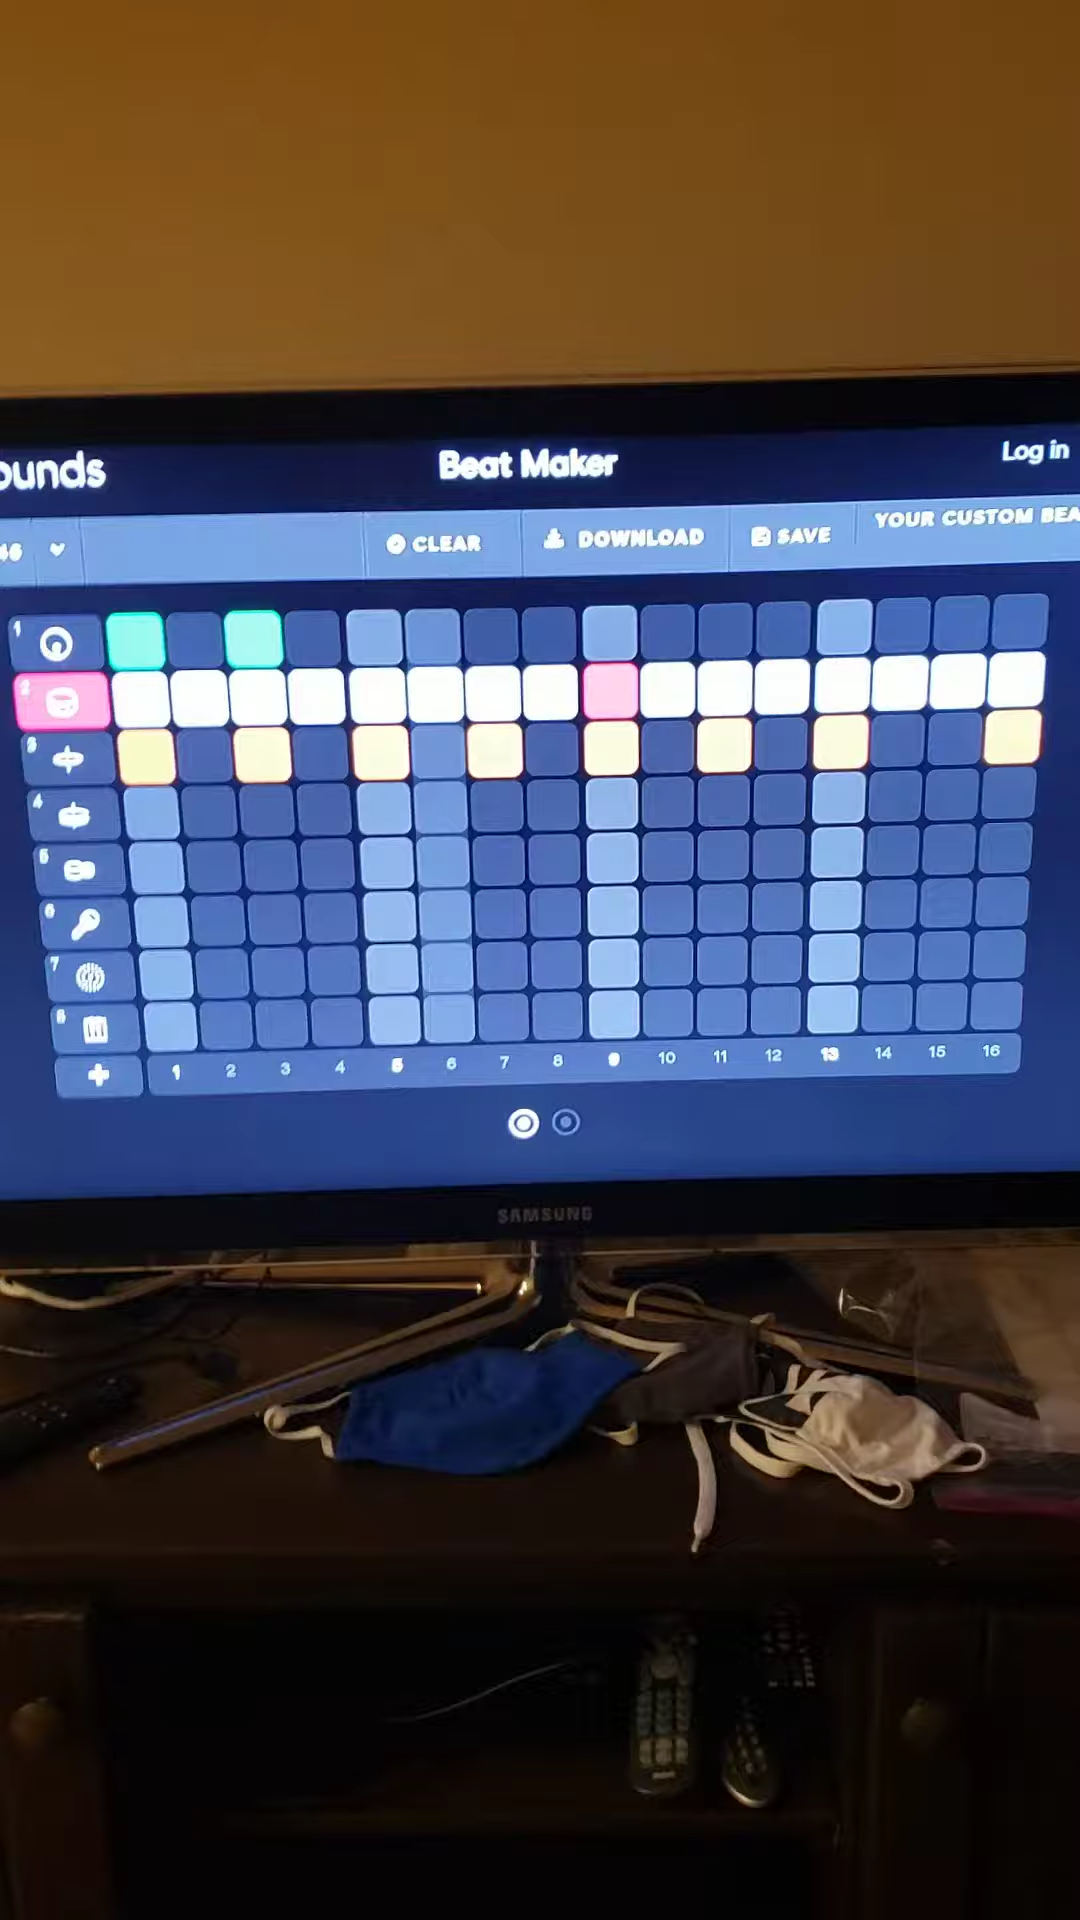 ounds
Beat Maker
Log in
46
CLEAR
DOWNLOAD
SAVE
YOUR CUSTOM BEA
1
2
3
4
5
6
7
8
1 2 3 4 5 6 7 8 9 10 11 12 13 14 15 16
SAMSUNG